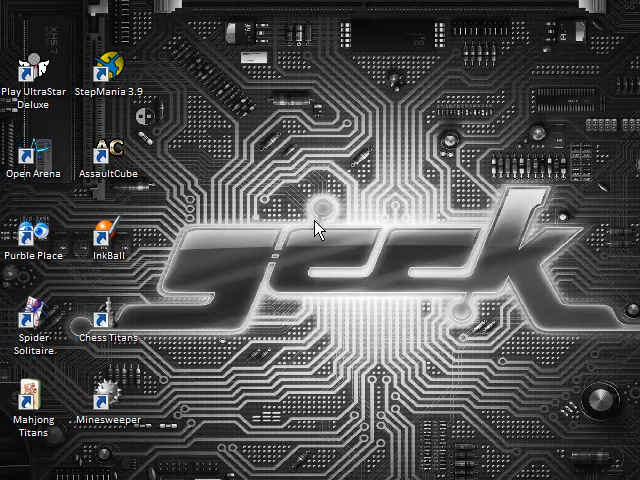 Play UltraStar
Deluxe
StepMania 3.9
Open Arena
AC
AssaultCube
Purble Place
InkBall
Spider
Solitaire
Chess Titans
Mahjong
Titans
Minesweeper
geek